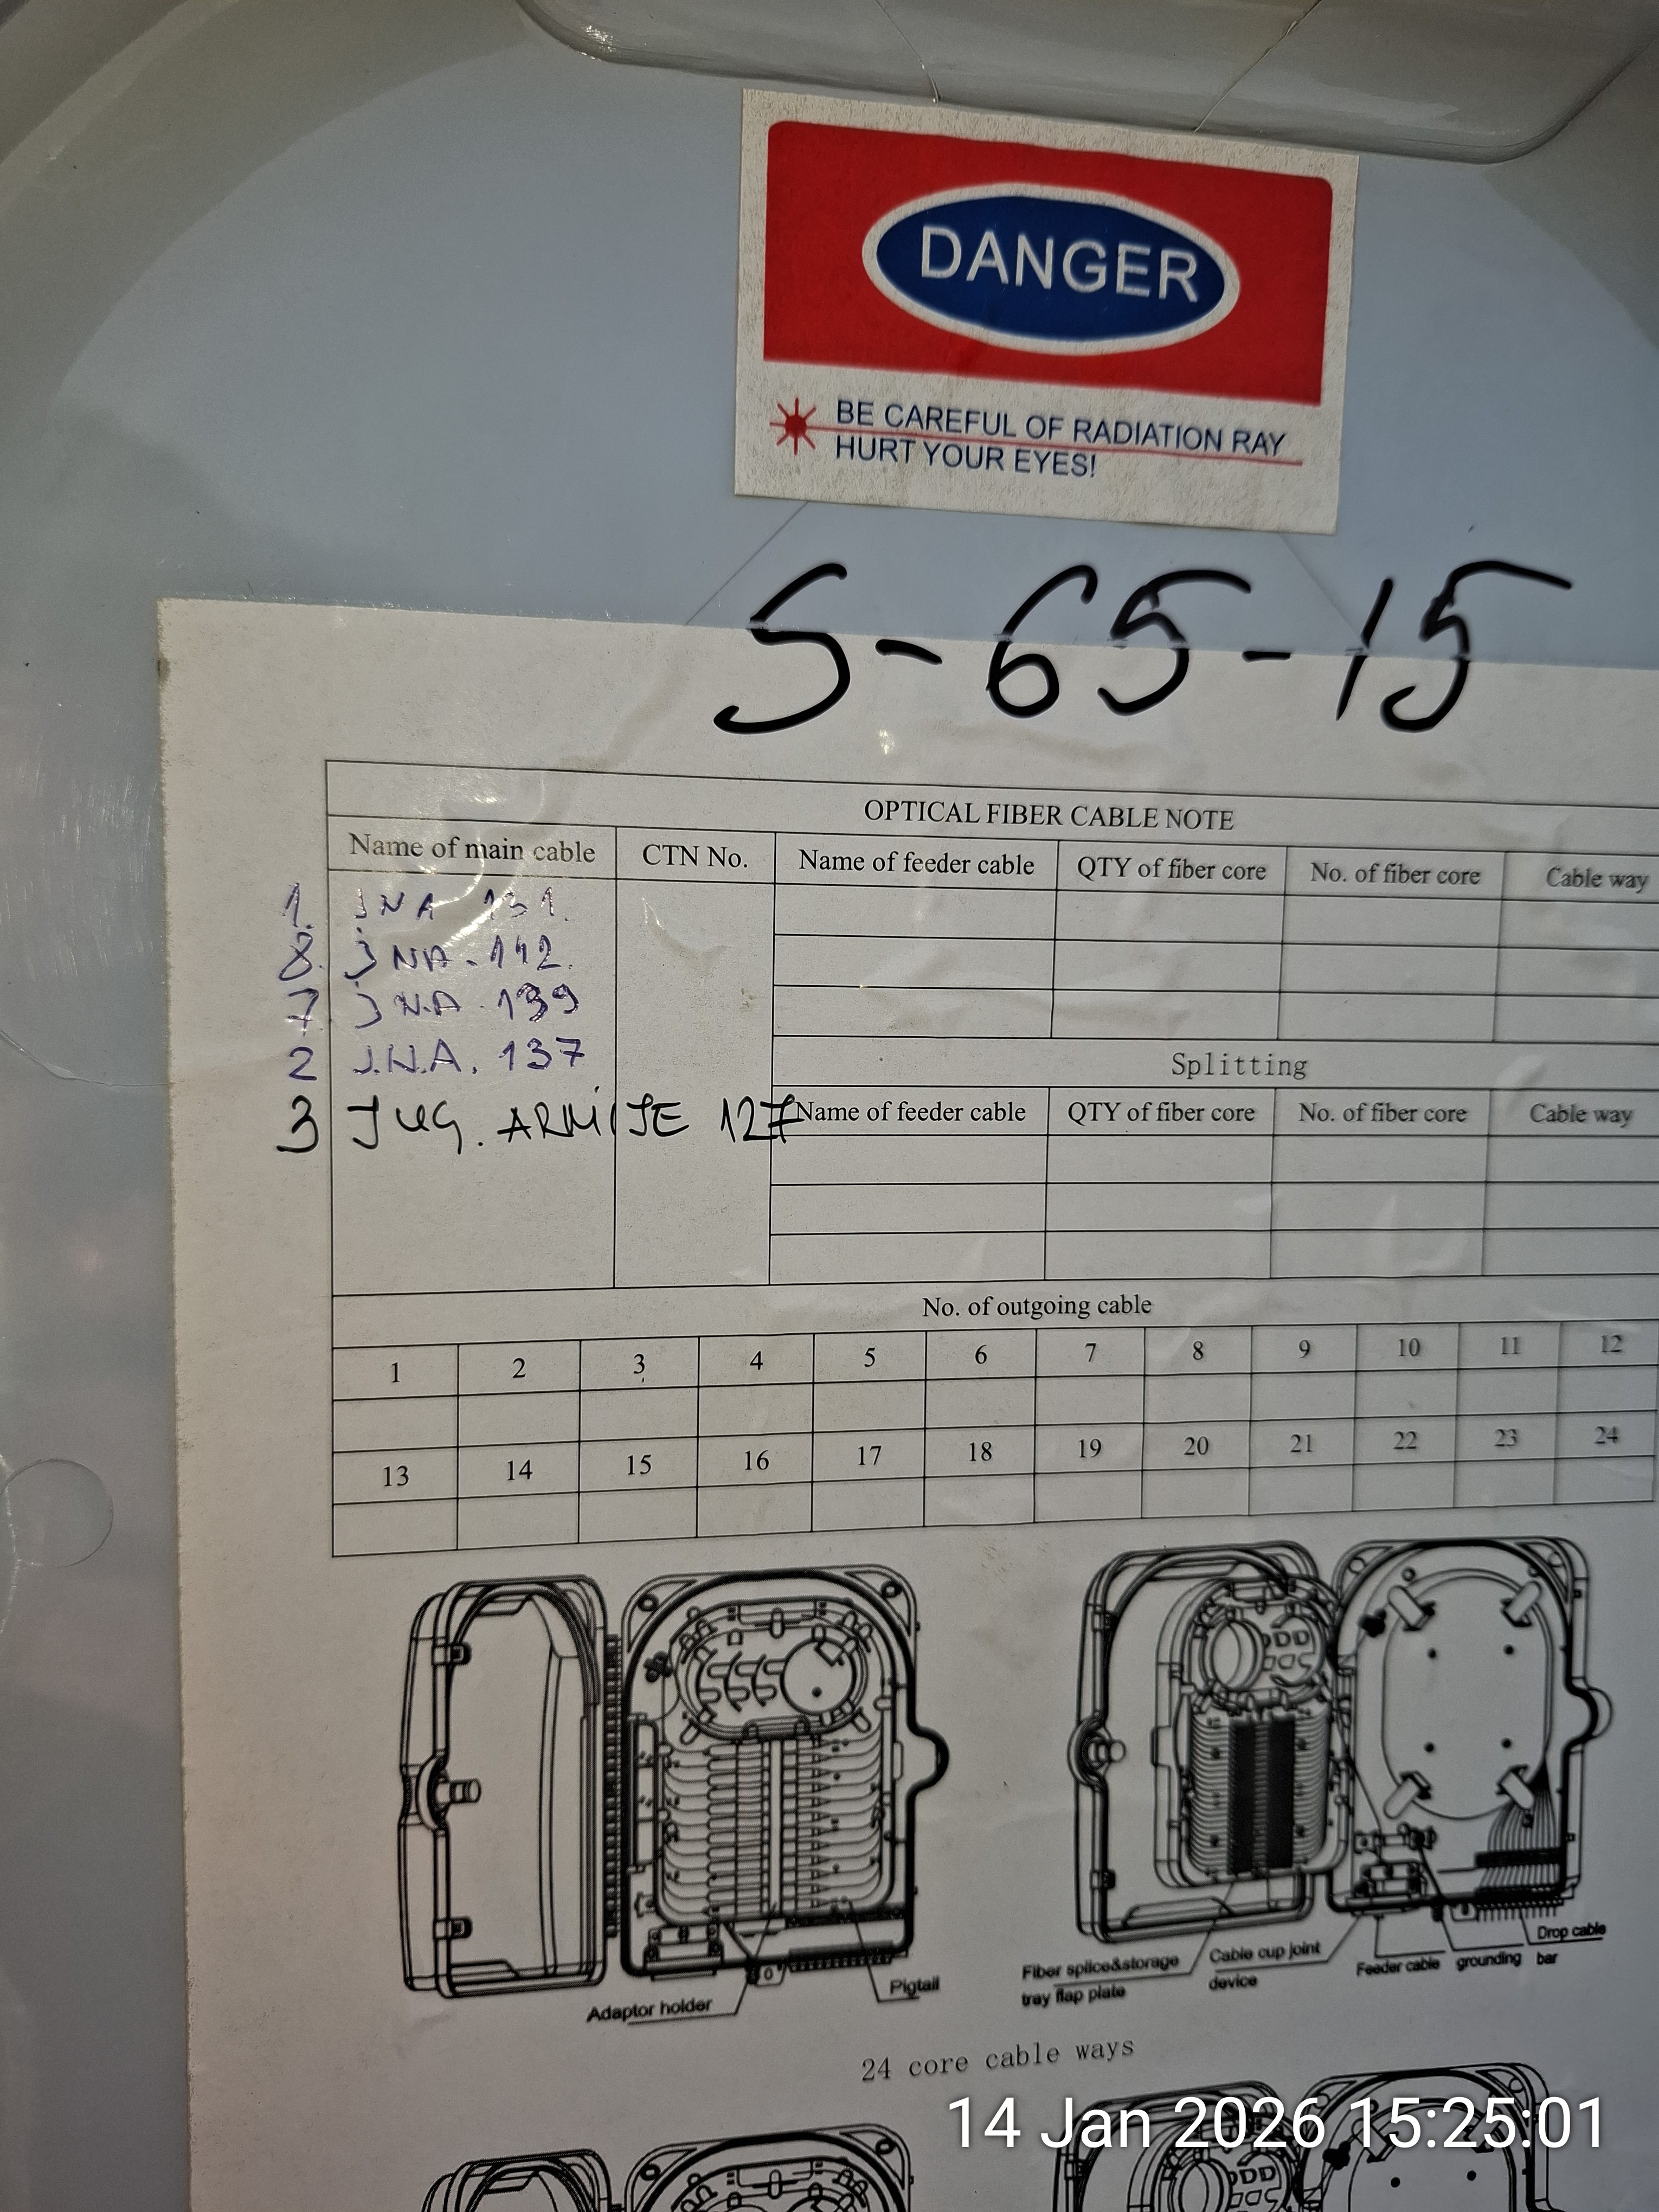 DANGER
BE CAREFUL OF RADIATION RAY
HURT YOUR EYES!
S-65-15
OPTICAL FIBER CABLE NOTE
Name of main cable CTN No. Name of feeder cable QTY of fiber core No. of fiber core Cable way
1. JNA 131.
8. JNA-142.
7 J N.A. 139
2 J.N.A. 137
Splitting
3 JUG. ARMIJE 127
Name of feeder cable QTY of fiber core No. of fiber core Cable way
No. of outgoing cable
1 2 3 4 5 6 7 8 9 10 11 12
13 14 15 16 17 18 19 20 21 22 23 24
Adaptor holder
Pigtail
Fiber splice&storage
tray flap plate
Cable cup joint
device
Feeder cable
grounding bar
Drop cable
24 core cable ways
14 Jan 2026 15:25:01